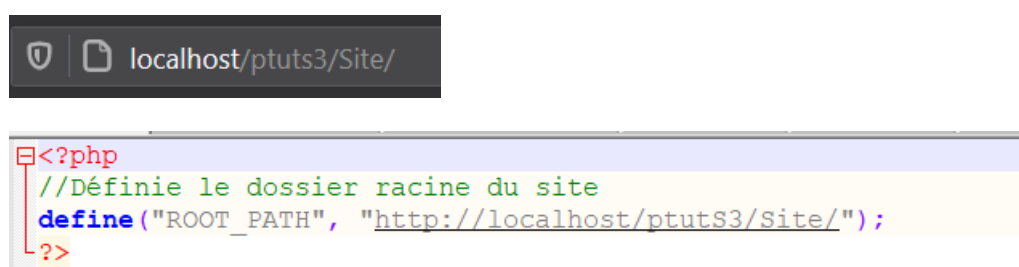 localhost/ptuts3/Site/
<?php
//Définie le dossier racine du site
define("ROOT_PATH", "http://localhost/ptutS3/Site/");
?>